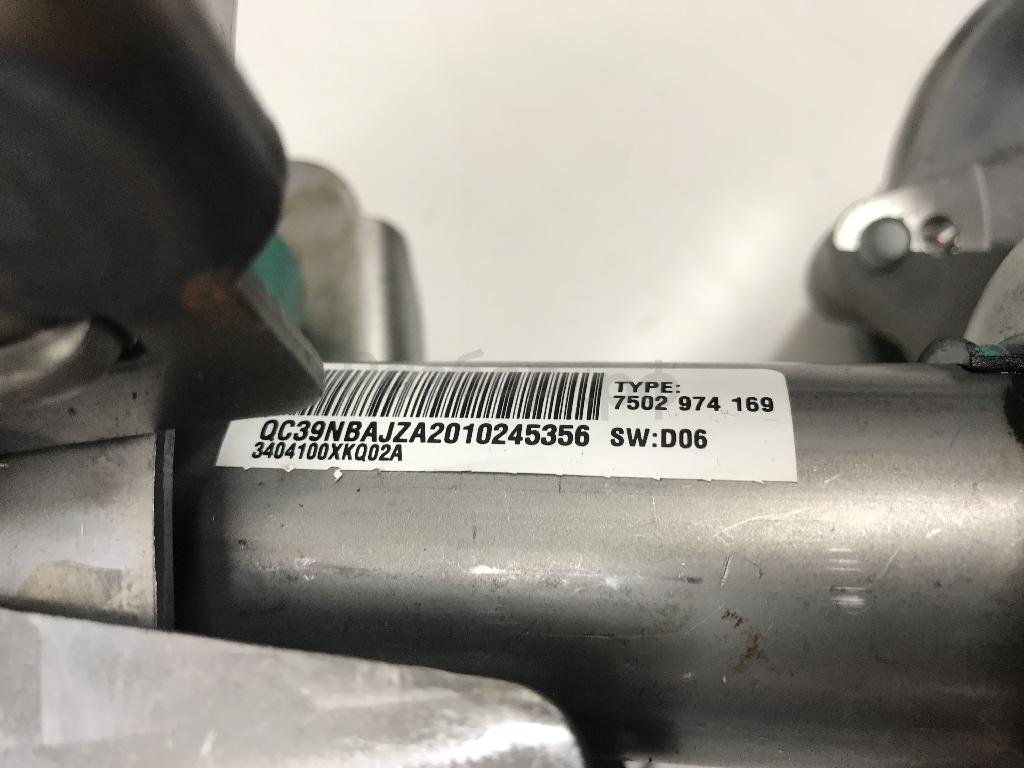 TYPE:
7502 974 169
QC39NBAJZA2010245356 SW:D06
3404100XKQ02A